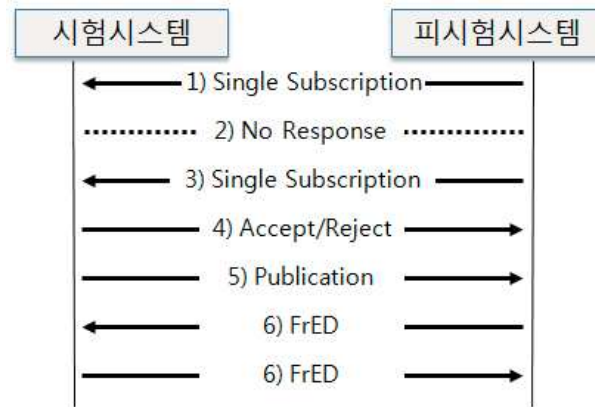 시험시스템
피시험시스템
1) Single Subscription
2) No Response
3) Single Subscription
4) Accept/Reject
5) Publication
6) FrED
6) FrED